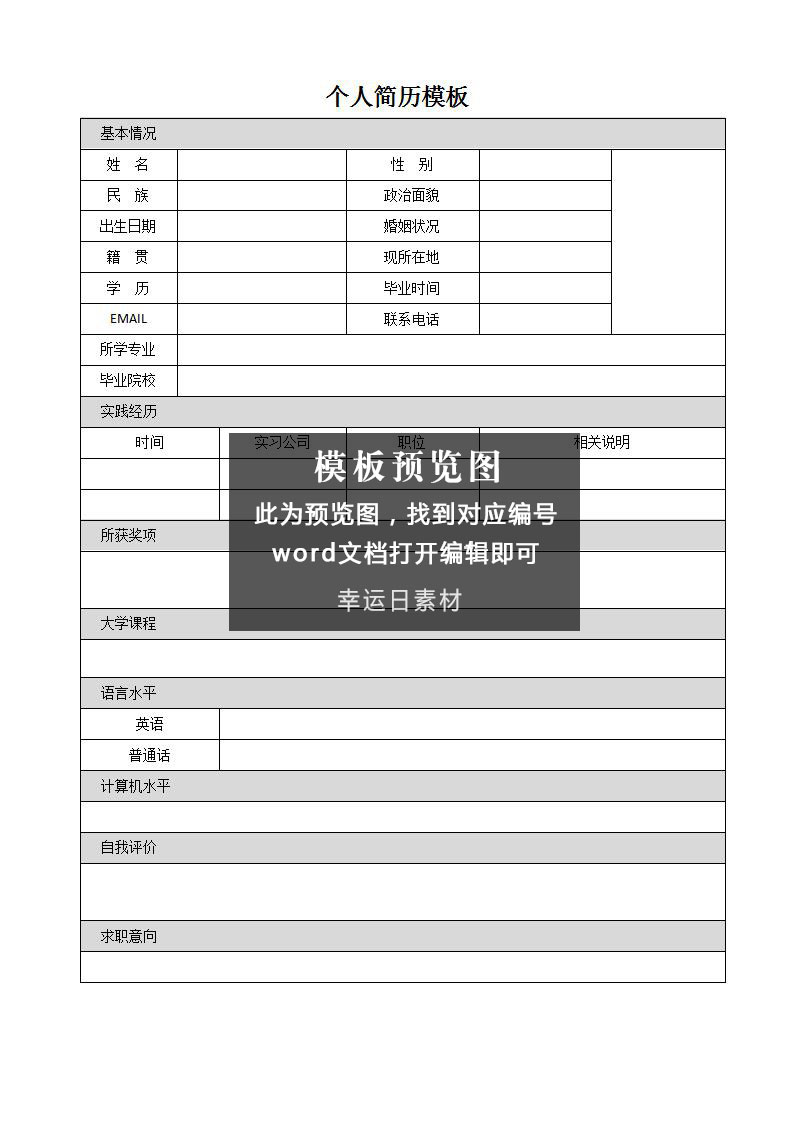 个人简历模板
基本情况
姓 名 性 别
民 族 政治面貌
出生日期 婚姻状况
籍 贯 现所在地
学 历 毕业时间
EMAIL 联系电话
所学专业
毕业院校
实践经历
时间 实习公司 职位 相关说明
模板预览图
此为预览图，找到对应编号
所获奖项
word文档打开编辑即可
幸运日素材
大学课程
语言水平
英语
普通话
计算机水平
自我评价
求职意向